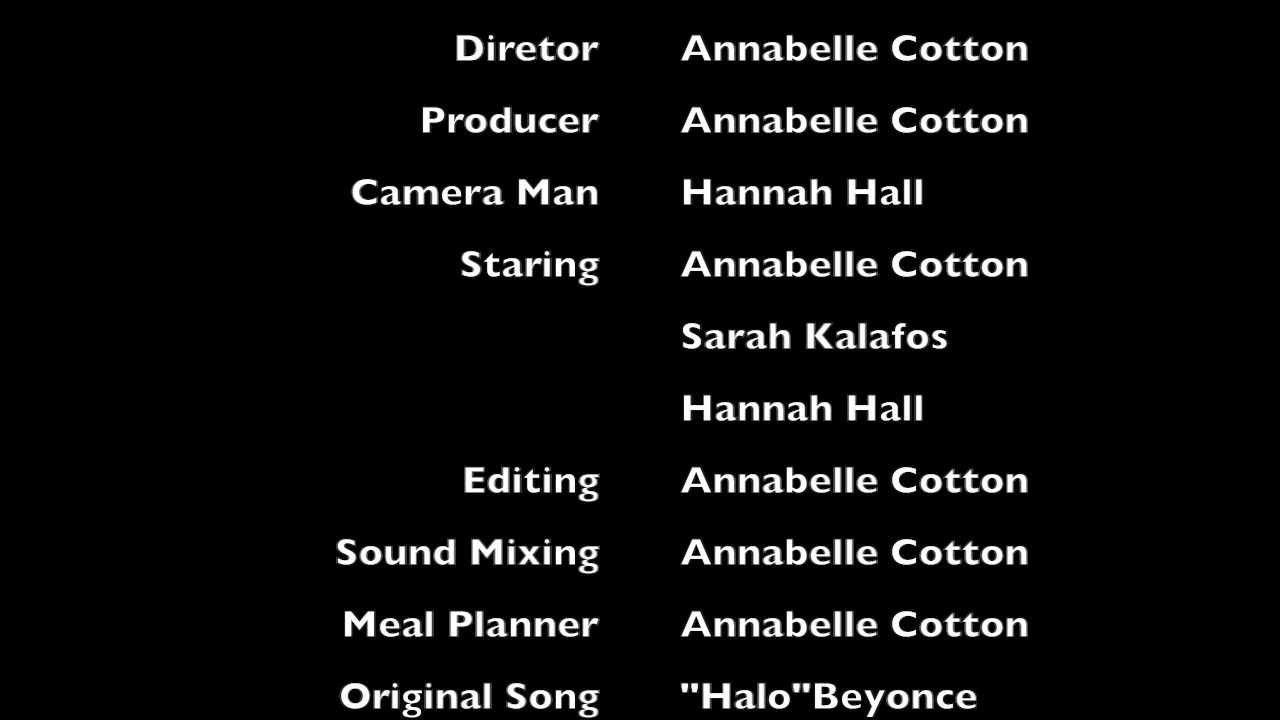 Diretor Annabelle Cotton
Producer Annabelle Cotton
Camera Man Hannah Hall
Staring Annabelle Cotton
Sarah Kalafos
Hannah Hall
Editing Annabelle Cotton
Sound Mixing Annabelle Cotton
Meal Planner Annabelle Cotton
Original Song "Halo"Beyonce